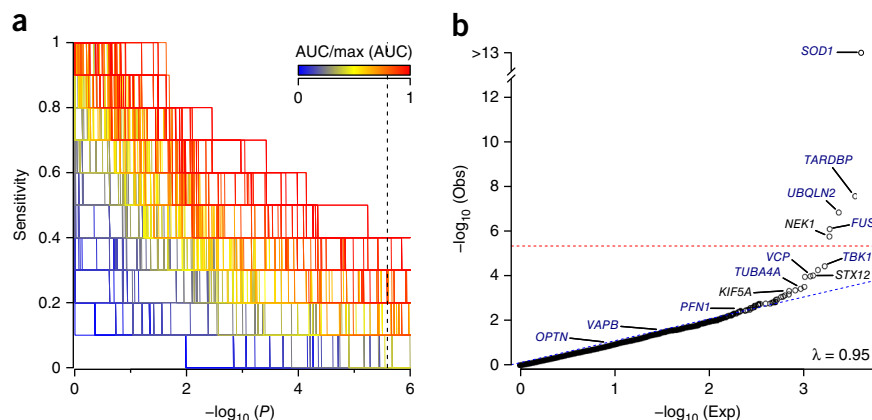 a
AUC/max (AUC)
0 1
1
0.8
0.6
0.4
0.2
0
Sensitivity
0 2 4 6
–log10 (P)
b
>13
12
10
8
6
4
2
0
–log10 (Obs)
SOD1
TARDBP
UBQLN2
NEK1
FUS
VCP
TBK1
TUBA4A
STX12
KIF5A
PFN1
VAPB
OPTN
λ = 0.95
0 1 2 3
–log10 (Exp)